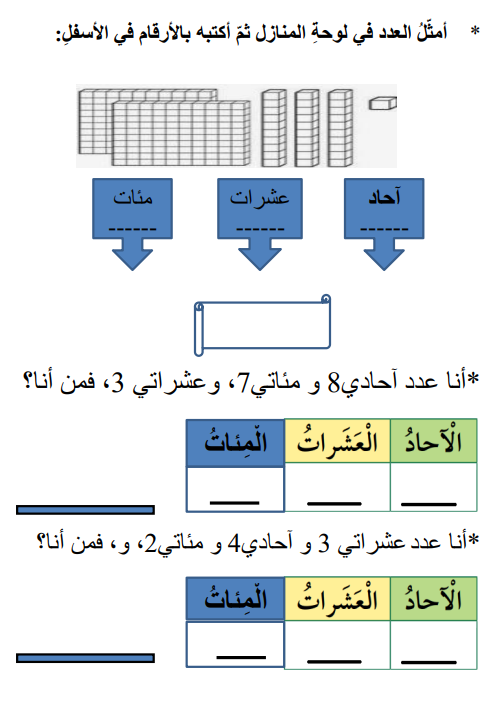 * أمثّلُ العدد في لوحةِ المنازل ثمّ أكتبه بالأرقام في الأسفلِ:
آحاد عشرات مئات
------ ------ ------
*أنا عدد آحادي8 و مئاتي7، وعشراتي 3، فمن أنا؟
الْآحادُ الْعَشَراتُ الْمِئاتُ
*أنا عدد عشراتي 3 و آحادي4 و مئاتي2، و، فمن أنا؟
الْآحادُ الْعَشَراتُ الْمِئاتُ